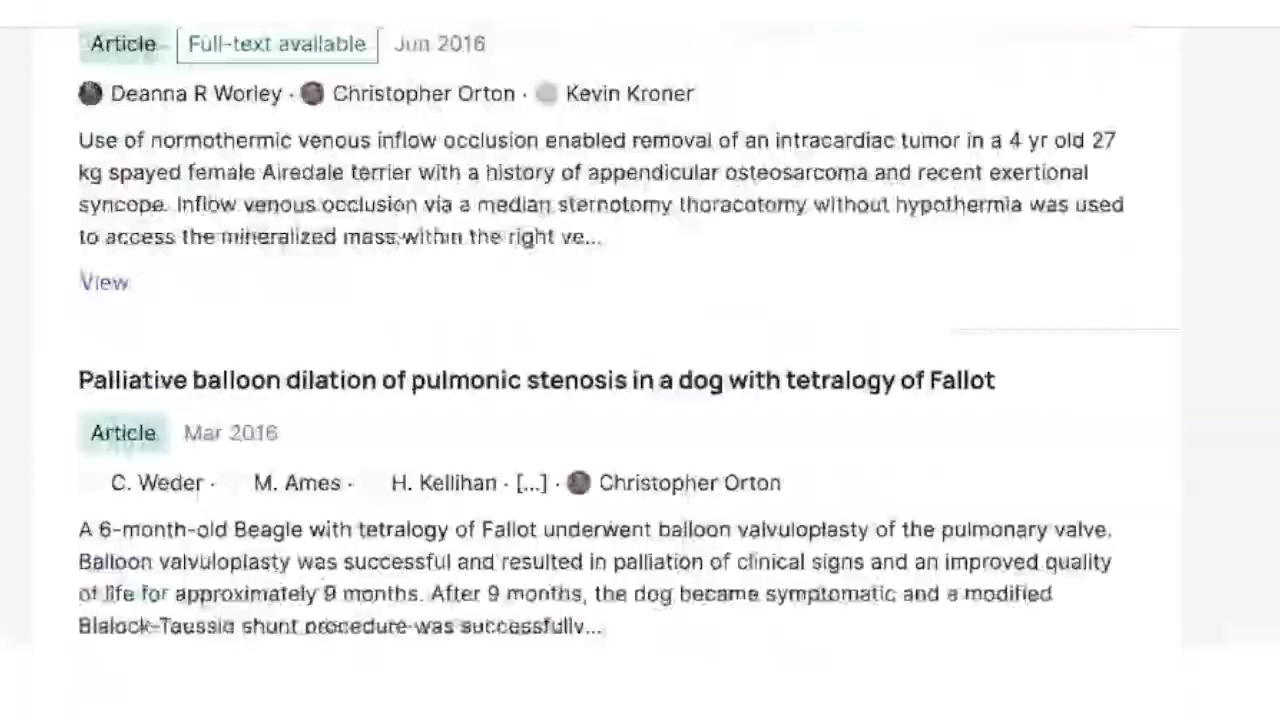 Article Full-text available Jun 2016
Deanna R Worley · Christopher Orton · Kevin Kroner
Use of normothermic venous inflow occlusion enabled removal of an intracardiac tumor in a 4 yr old 27
kg spayed female Airedale terrier with a history of appendicular osteosarcoma and recent exertional
syncope. Inflow venous occlusion via a median sternotomy thoracotomy without hypothermia was used
to access the mineralized mass within the right ve...
View
Palliative balloon dilation of pulmonic stenosis in a dog with tetralogy of Fallot
Article Mar 2016
C. Weder · M. Ames · H. Kellihan · [...] · Christopher Orton
A 6-month-old Beagle with tetralogy of Fallot underwent balloon valvuloplasty of the pulmonary valve.
Balloon valvuloplasty was successful and resulted in palliation of clinical signs and an improved quality
of life for approximately 9 months. After 9 months, the dog became symptomatic and a modified
Blalock-Taussig shunt procedure was successfully...